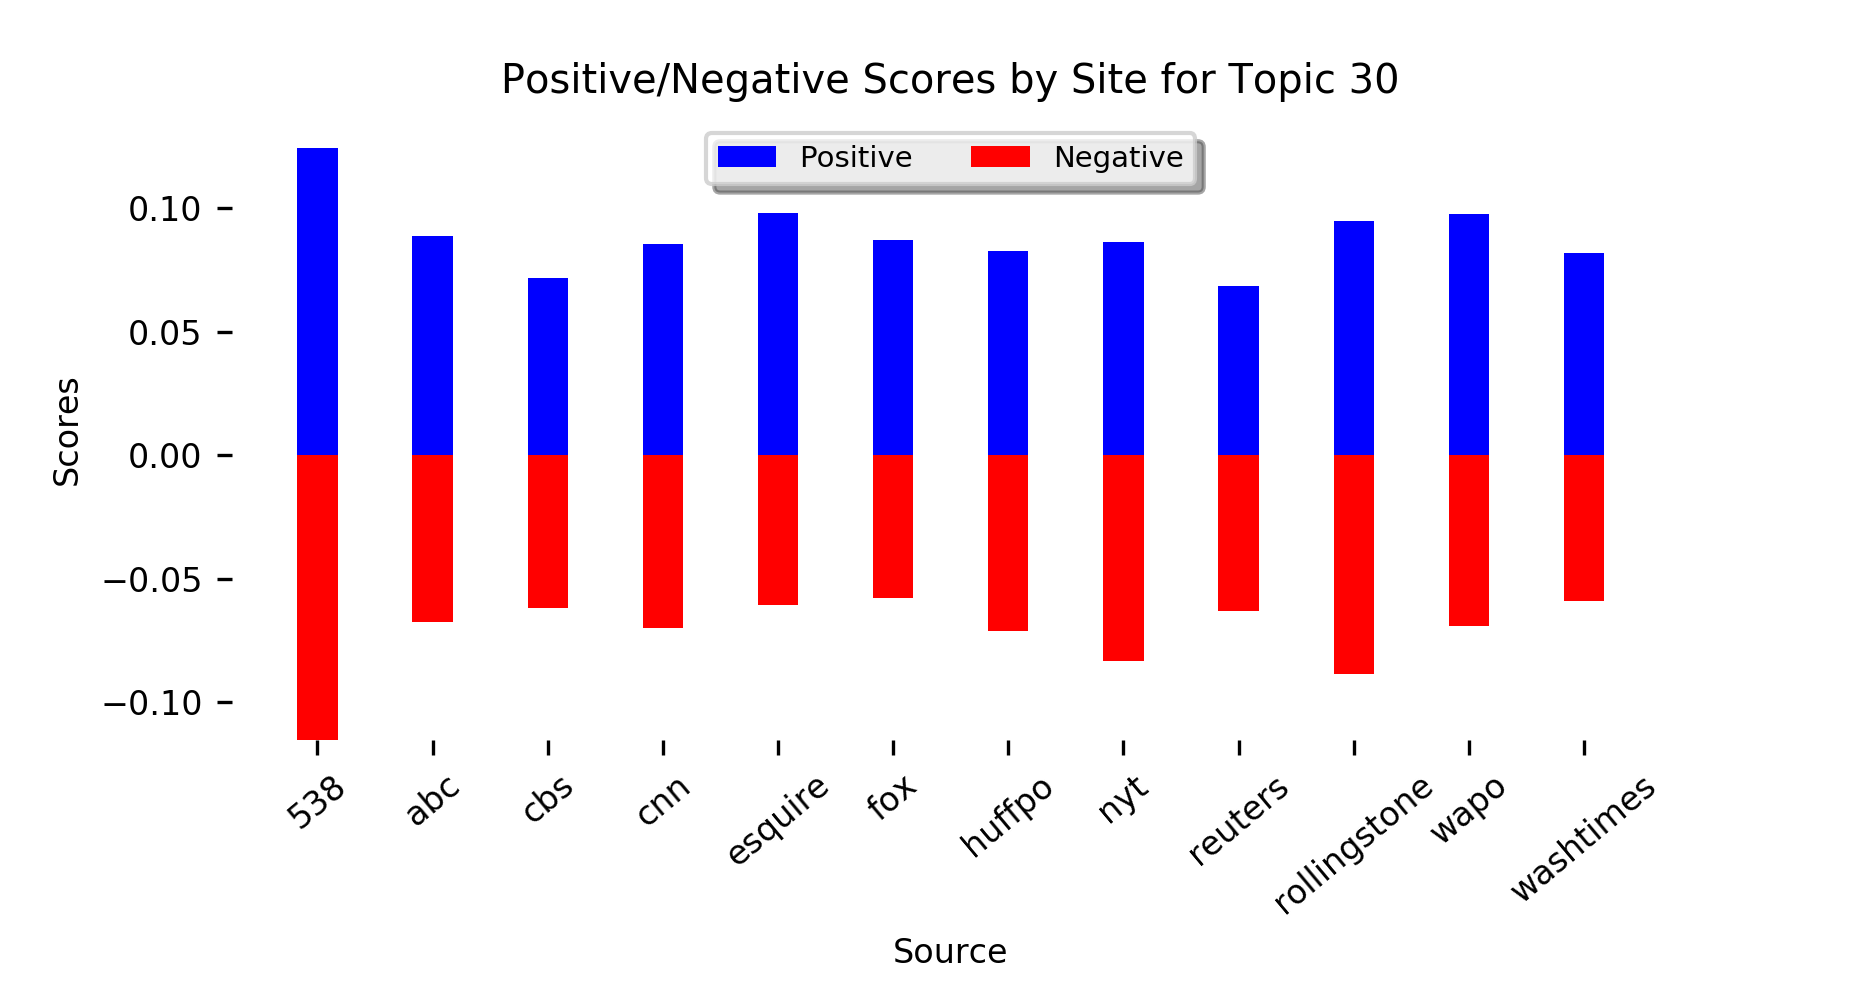 Positive/Negative Scores by Site for Topic 30
Positive Negative
0.10
0.05
0.00
−0.05
−0.10
Scores
538 abc cbs cnn esquire fox huffpo nyt reuters rollingstone wapo washtimes
Source